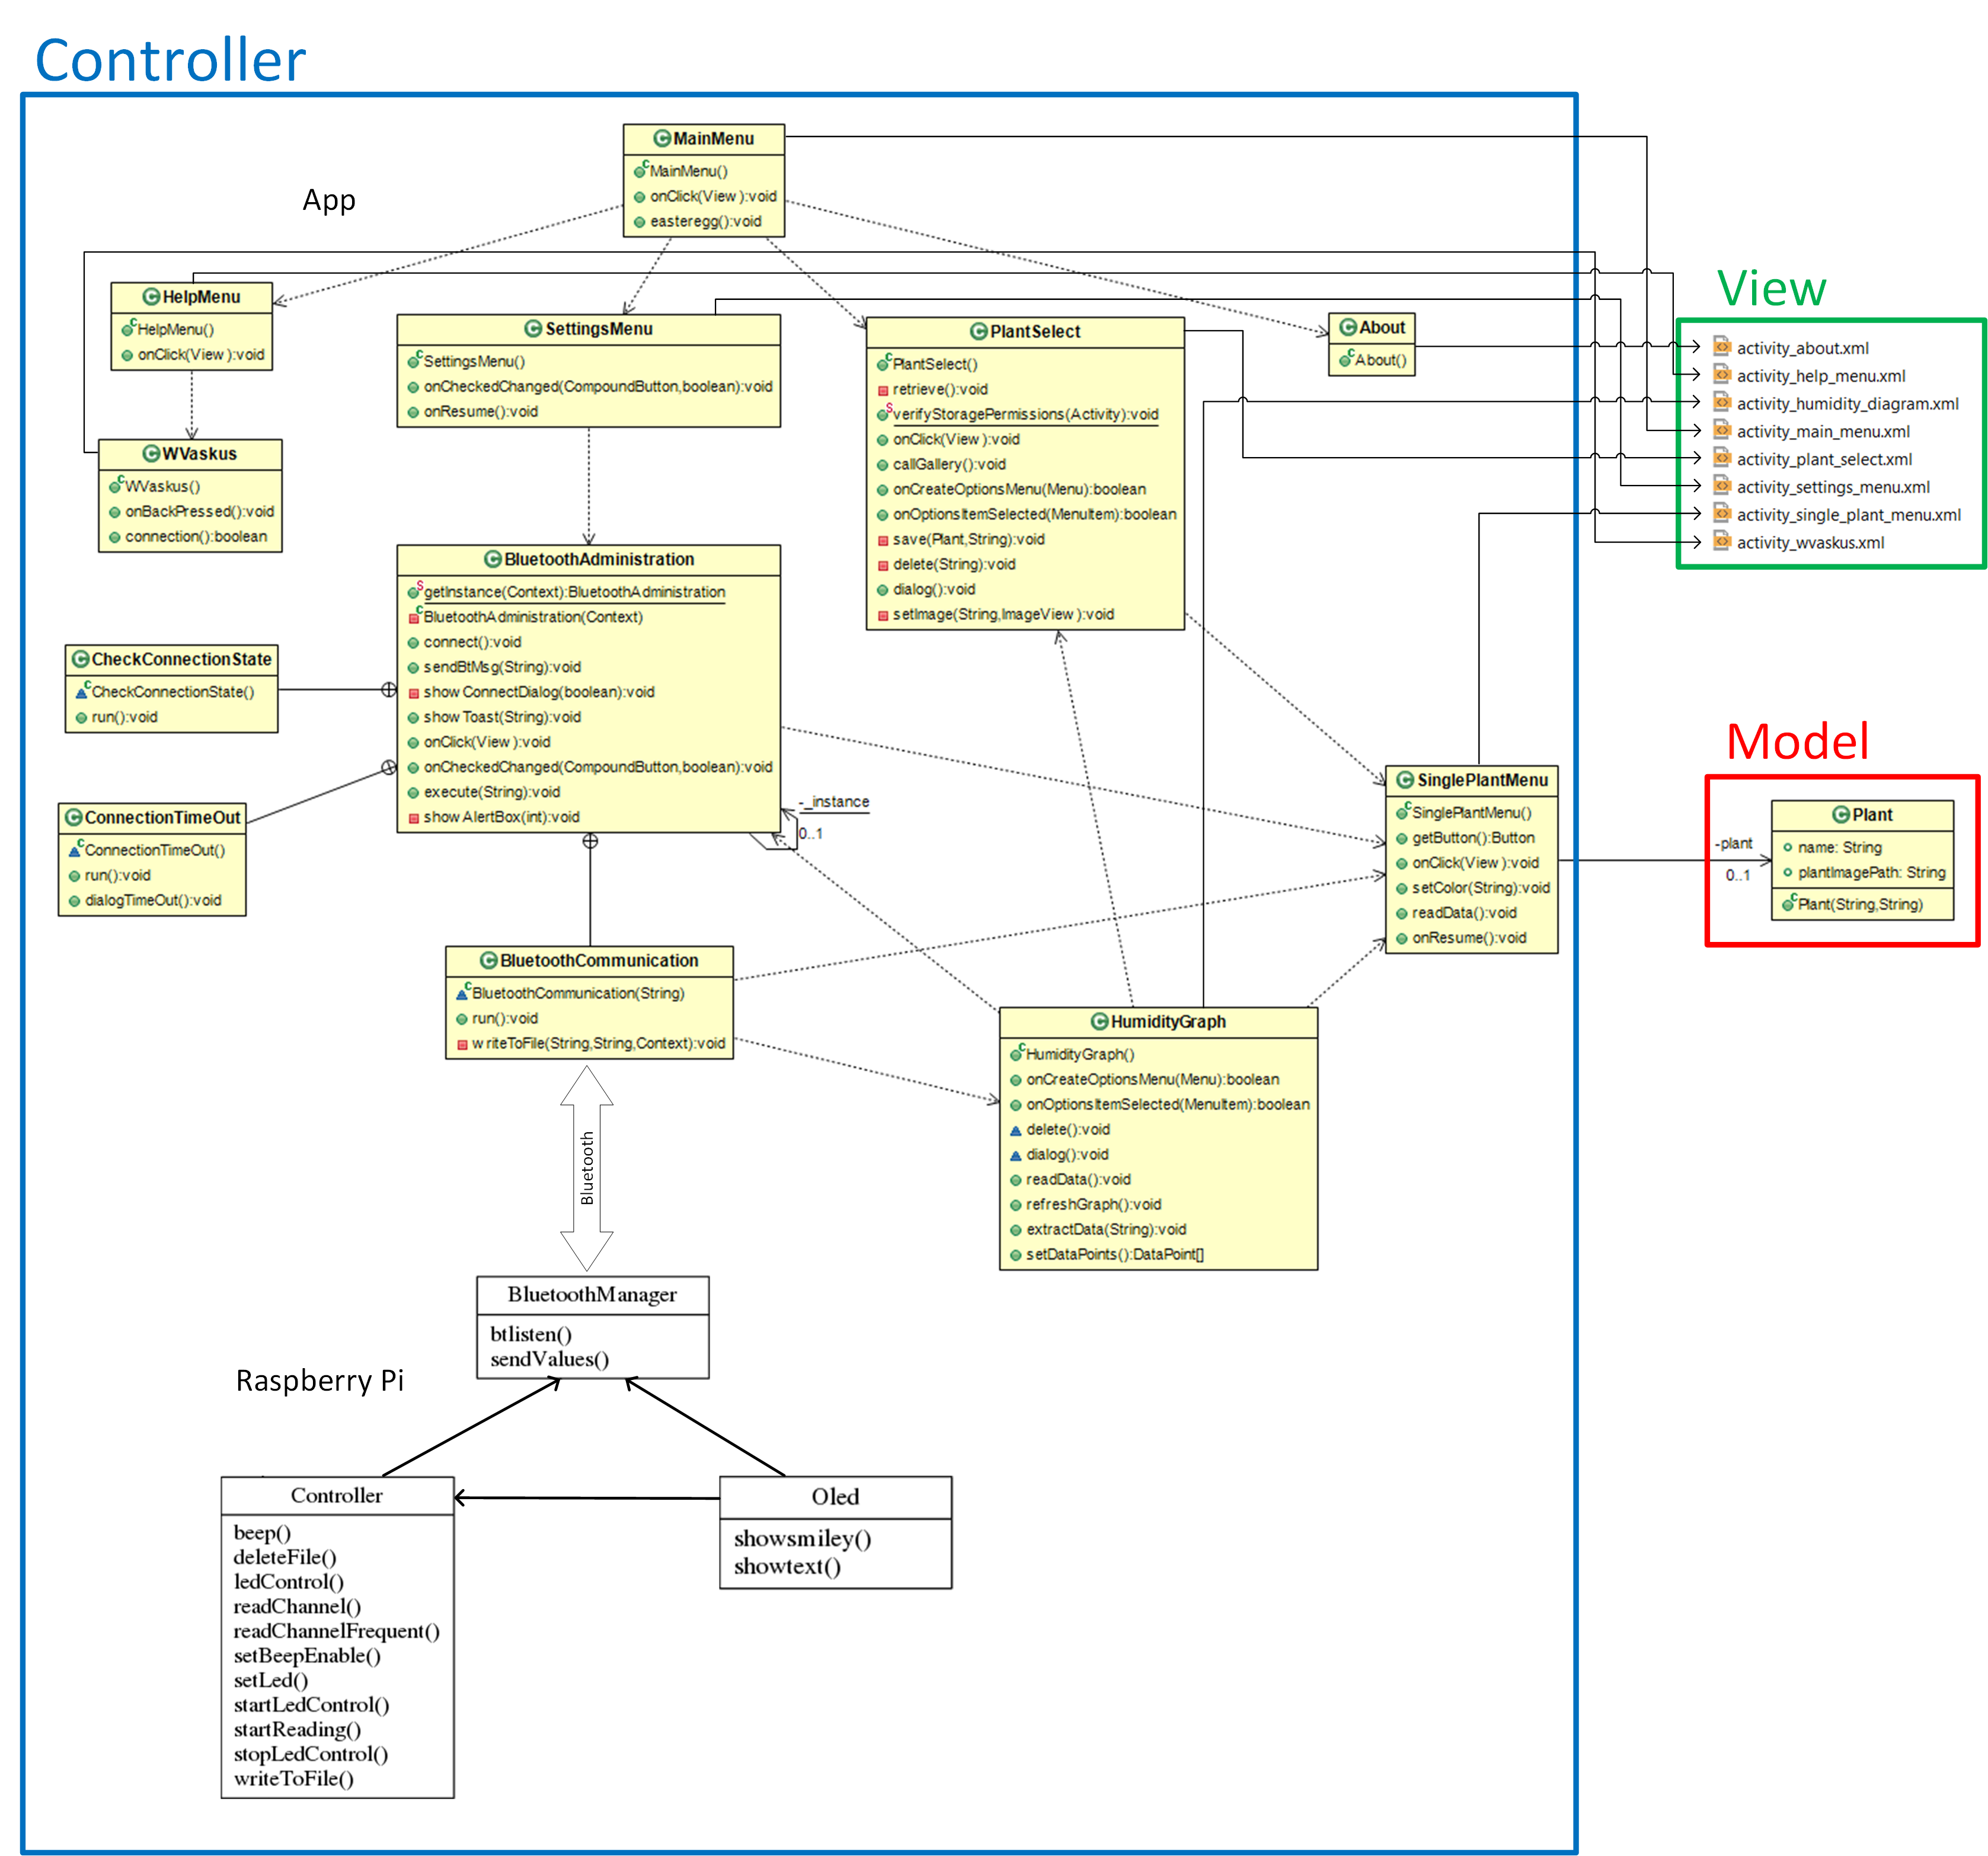 Controller
App
MainMenu
MainMenu()
onClick(View):void
easteregg():void
HelpMenu
HelpMenu()
onClick(View):void
SettingsMenu
SettingsMenu()
onCheckedChanged(CompoundButton,boolean):void
onResume():void
PlantSelect
PlantSelect()
retrieve():void
verifyStoragePermissions(Activity):void
onClick(View):void
callGallery():void
onCreateOptionsMenu(Menu):boolean
onOptionsItemSelected(MenuItem):boolean
save(Plant,String):void
delete(String):void
dialog():void
setImage(String,ImageView):void
About
About()
View
activity_about.xml
activity_help_menu.xml
activity_humidity_diagram.xml
activity_main_menu.xml
activity_plant_select.xml
activity_settings_menu.xml
activity_single_plant_menu.xml
activity_wvaskus.xml
WVaskus
WVaskus()
onBackPressed():void
connection():boolean
BluetoothAdministration
getInstance(Context):BluetoothAdministration
BluetoothAdministration(Context)
connect():void
sendBtMsg(String):void
showConnectDialog(boolean):void
showToast(String):void
onClick(View):void
onCheckedChanged(CompoundButton,boolean):void
execute(String):void
showAlertBox(int):void
-_instance
0..1
CheckConnectionState
CheckConnectionState()
run():void
ConnectionTimeOut
ConnectionTimeOut()
run():void
dialogTimeOut():void
SinglePlantMenu
SinglePlantMenu()
getButton():Button
onClick(View):void
setColor(String):void
readData():void
onResume():void
Model
-plant
0..1
Plant
name: String
plantImagePath: String
Plant(String,String)
BluetoothCommunication
BluetoothCommunication(String)
run():void
writeToFile(String,String,Context):void
HumidityGraph
HumidityGraph()
onCreateOptionsMenu(Menu):boolean
onOptionsItemSelected(MenuItem):boolean
delete():void
dialog():void
readData():void
refreshGraph():void
extractData(String):void
setDataPoints():DataPoint[]
Bluetooth
BluetoothManager
btlisten()
sendValues()
Raspberry Pi
Controller
beep()
deleteFile()
ledControl()
readChannel()
readChannelFrequent()
setBeepEnable()
setLed()
startLedControl()
startReading()
stopLedControl()
writeToFile()
Oled
showsmiley()
showtext()